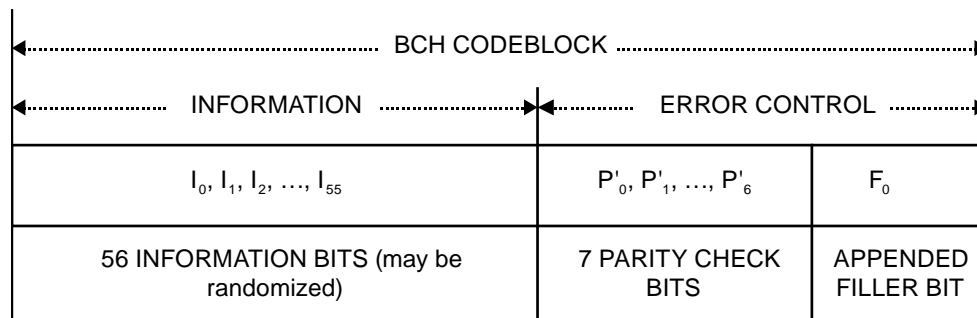 BCH CODEBLOCK
INFORMATION ERROR CONTROL
I₀, I₁, I₂, …, I₅₅ P'₀, P'₁, …, P'₆ F₀
56 INFORMATION BITS (may be randomized) 7 PARITY CHECK BITS APPENDED FILLER BIT